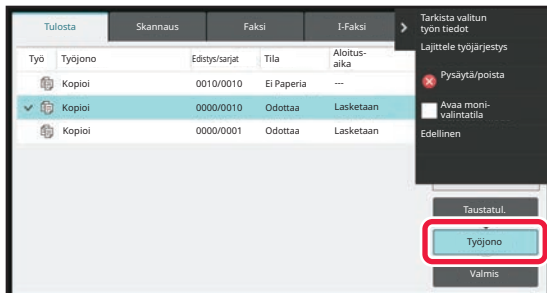 Tulosta Skannaus Faksi I-Faksi
Työ Työjono Edistys/sarjat Tila Aloitus-
aika
Kopioi 0010/0010 Ei Paperia ---
Kopioi 0000/0010 Odottaa Lasketaan
Kopioi 0000/0001 Odottaa Lasketaan
Tarkista valitun
työn tiedot
Lajittele työjärjestys
Pysäytä/poista
Avaa moni-
valintatila
Edellinen
Taustatul.
Työjono
Valmis